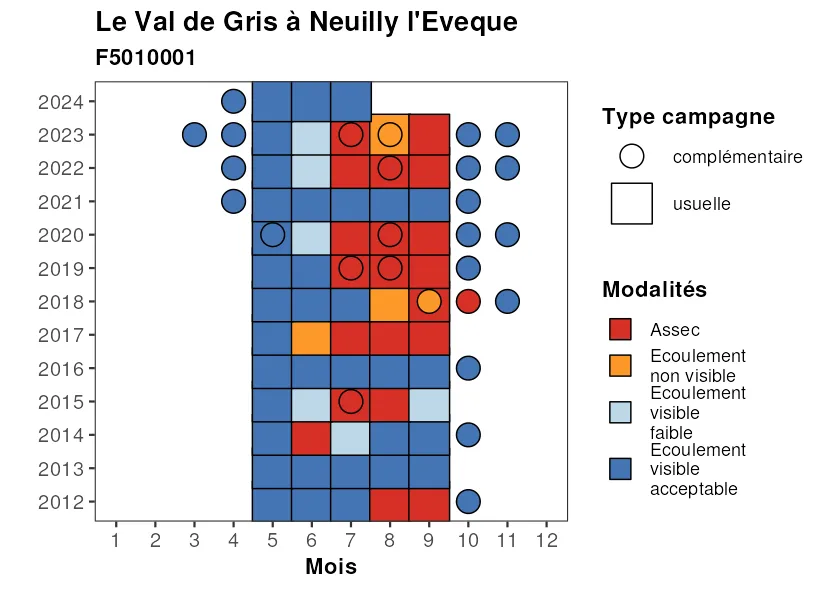 Le Val de Gris à Neuilly l'Eveque
F5010001
2024
2023
2022
2021
2020
2019
2018
2017
2016
2015
2014
2013
2012
1 2 3 4 5 6 7 8 9 10 11 12
Mois
Type campagne
complémentaire
usuelle
Modalités
Assec
Ecoulement
non visible
Ecoulement
visible
faible
Ecoulement
visible
acceptable